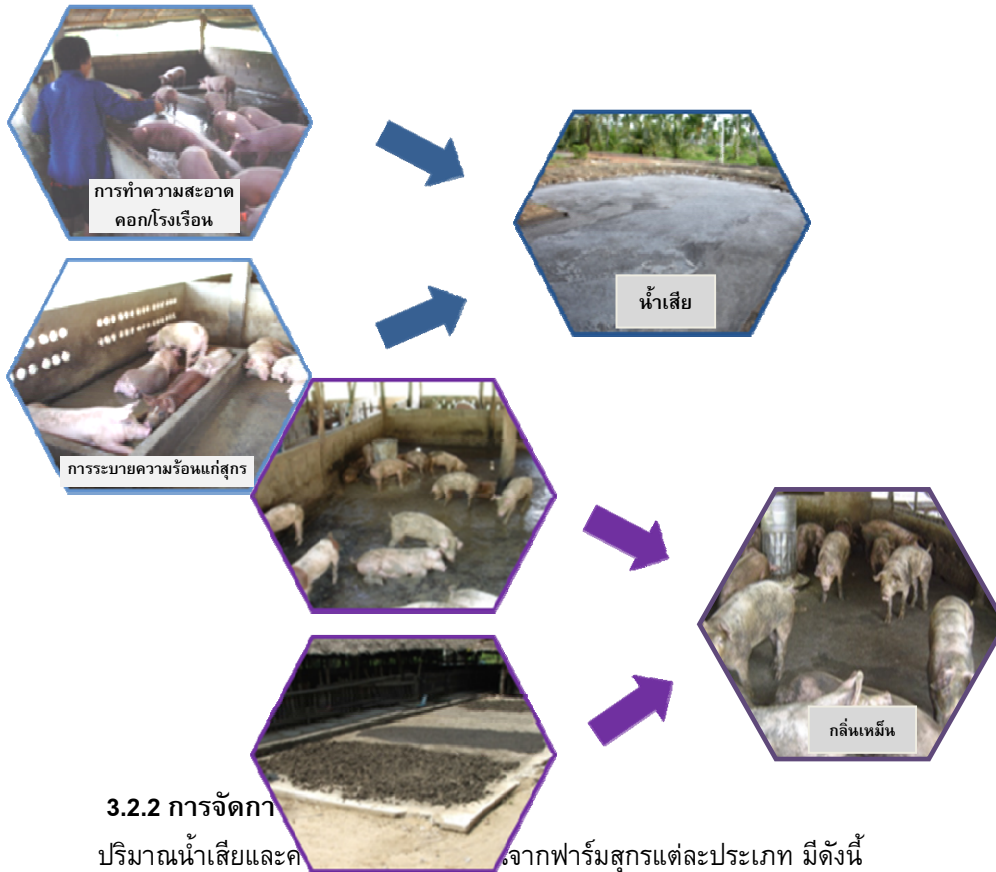 การทำความสะอาด
คอก/โรงเรือน
น้ำเสีย
การระบายความร้อนแก่สุกร
กลิ่นเหม็น
3.2.2 การจัดกา
ปริมาณน้ำเสียและค จากฟาร์มสุกรแต่ละประเภท มีดังนี้